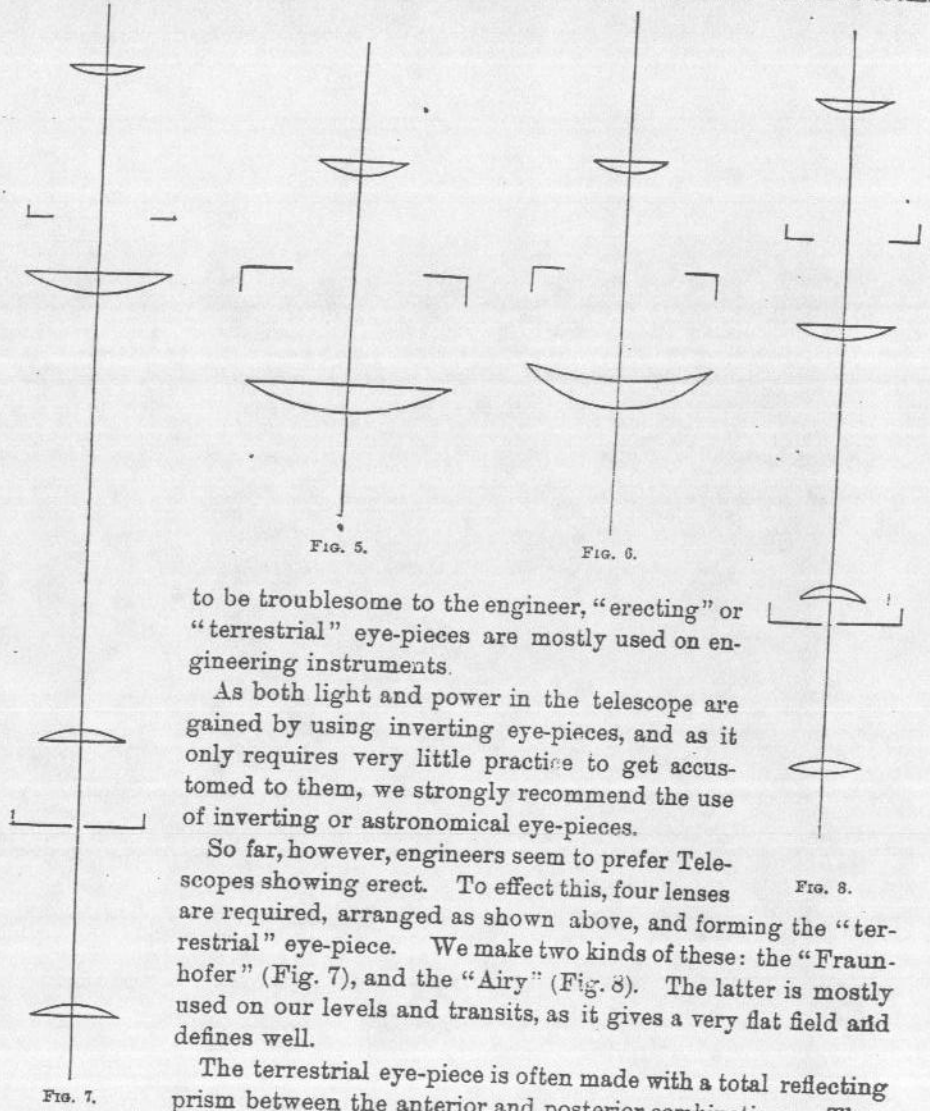 FIG. 5.
FIG. 6.
to be troublesome to the engineer, "erecting" or
"terrestrial" eye-pieces are mostly used on en-
gineering instruments.
As both light and power in the telescope are
gained by using inverting eye-pieces, and as it
only requires very little practice to get accus-
tomed to them, we strongly recommend the use
of inverting or astronomical eye-pieces.
So far, however, engineers seem to prefer Tele-
scopes showing erect. To effect this, four lenses
FIG. 8.
are required, arranged as shown above, and forming the "ter-
restrial" eye-piece. We make two kinds of these: the "Fraun-
hofer" (Fig. 7), and the "Airy" (Fig. 8). The latter is mostly
used on our levels and transits, as it gives a very flat field and
defines well.
The terrestrial eye-piece is often made with a total reflecting
FIG. 7.
prism between the anterior and posterior